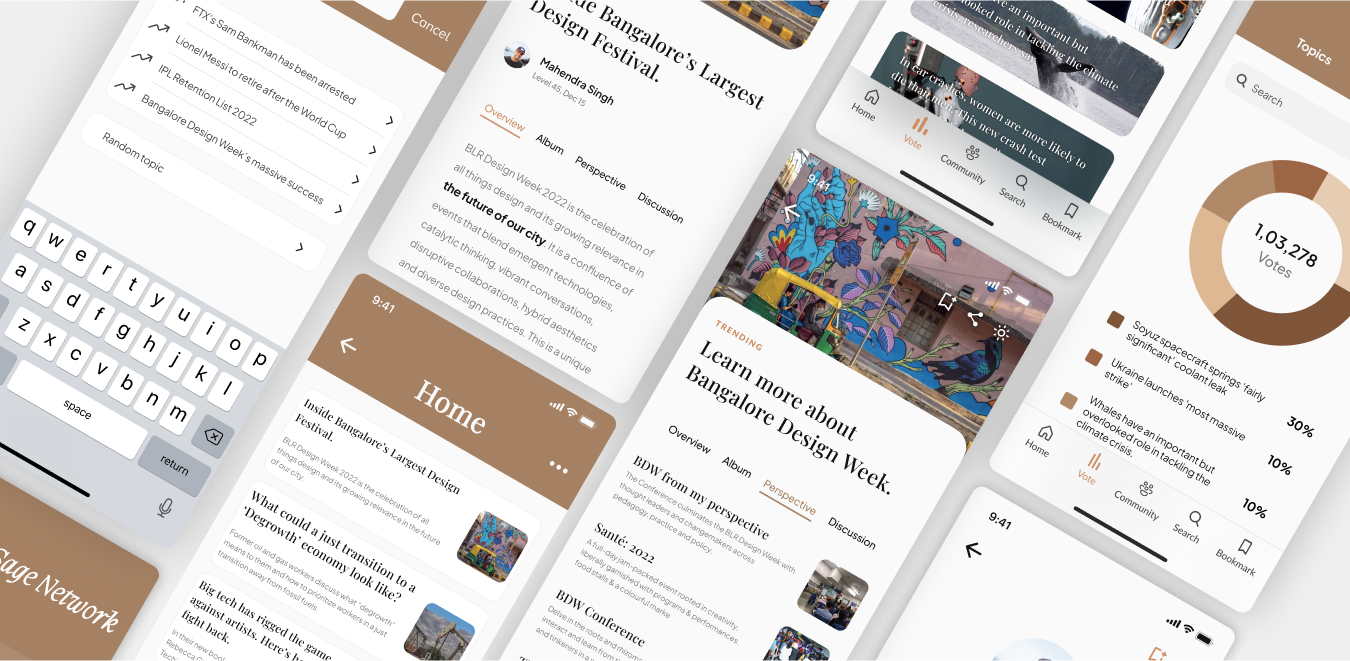 FTX's Sam Bankman has been arrested
Lionel Messi to retire after the World Cup
IPL Retention List 2022
Bangalore Design Week's massive success
Random topic
Cancel
q w e r t y u i o p
a s d f g h j k l
z x c v b n m
space
return
Sage Network
Inside Bangalore's Largest
Design Festival.
Mahendra Singh
Level 45, Dec 15
Overview
Album
Perspective
Discussion
BLR Design Week 2022 is the celebration of
all things design and its growing relevance in
the future of our city. It is a confluence of
events that blend emergent technologies,
catalytic thinking, vibrant conversations,
disruptive collaborations, hybrid aesthetics
and diverse design practices. This is a unique
9:41
Home
Inside Bangalore's Largest Design
Festival.
BLR Design Week 2022 is the celebration of all
things design and its growing relevance in the future
of our city.
What could a just transition to a
'Degrowth' economy look like?
Former oil and gas workers discuss what "degrowth"
means to them and how to prioritize workers in a just
transition away from fossil fuels.
Big tech has rigged the game
against artists. Here's
fight back.
In their new
Rebecca
have an important but
overlooked role in tackling the climate
crisis, researchers say.
In car crashes, women are more likely to
die than men. This new crash test
Home
Vote
Community
Search
Bookmark
9:41
TRENDING
Learn more about
Bangalore Design Week.
Overview
Album
Perspective
Discussion
BDW from my perspective
The Conference culminates the BLR Design Week with
thought leaders and changemakers across
pedagogy, practice and policy.
Santé: 2022
A full-day jam-packed event rooted in creativity,
liberally garnished with programs & performances,
food stalls & a colourful marke
BDW Conference
Delve in the roots and
interact and learn from
and tinkerers in a
Topics
Search
1,03,278
Votes
Soyuz spacecraft springs 'fairly
significant' coolant leak
30%
Ukraine launches 'most massive
strike'
10%
Whales have an important but
overlooked role in tackling the
climate crisis.
10%
Home
Vote
Community
Search
Bookmark
9:41